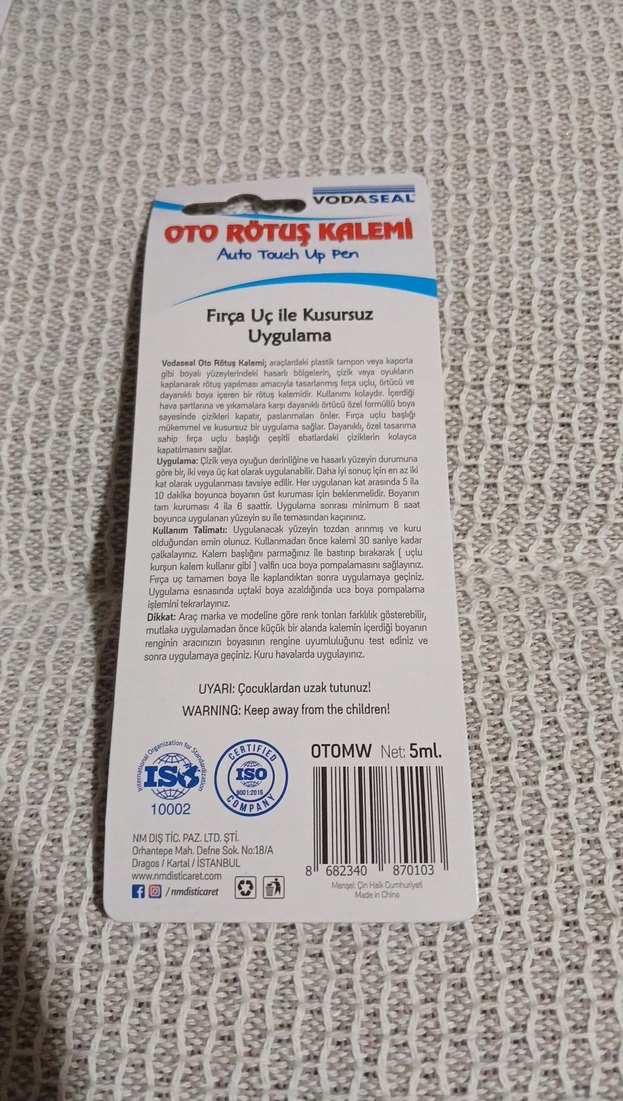 VODASEAL
OTO RÖTUŞ KALEMİ
Auto Touch Up Pen
Fırça Uç ile Kusursuz
Uygulama
Vodaseal Oto Rötuş Kalemi; araçlardaki plastik tampon veya kaporta
gibi boyalı yüzeylerindeki hasarlı bölgelerin, çizik veya oyukların
kaplanarak rötuş yapılması amacıyla tasarlanmış fırça uçlu, örtücü ve
dayanıklı boya içeren bir rötuş kalemidir. Kullanımı kolaydır. İçerdiği
hava şartlarına ve yıkamalara karşı dayanıklı örtücü özel formüllü boya
sayesinde çizikleri kapatır, paslanmaları önler. Fırça uçlu başlığı
mükemmel ve kusursuz bir uygulama sağlar. Dayanıklı, özel tasarıma
sahip fırça uçlu başlığı çeşitli ebatlardaki çiziklerin kolayca
kapatılmasını sağlar.
Uygulama: Çizik veya oyuğun derinliğine ve hasarlı yüzeyin durumuna
göre bir, iki veya üç kat olarak uygulanabilir. Daha iyi sonuç için en az iki
kat olarak uygulanması tavsiye edilir. Her uygulanan kat arasında 5 ila
10 dakika boyunca boyanın üst kuruması için beklenmelidir. Boyanın
tam kuruması 4 ila 6 saattir. Uygulama sonrası minimum 6 saat
boyunca uygulanan yüzeyin su ile temasından kaçınınız.
Kullanım Talimatı: Uygulanacak yüzeyin tozdan arınmış ve kuru
olduğundan emin olunuz. Kullanmadan önce kalemi 30 saniye kadar
çalkalayınız. Kalem başlığını parmağınız ile bastırıp bırakarak ( uçlu
kurşun kalem kullanır gibi ) valfin uca boya pompalamasını sağlayınız.
Fırça uç tamamen boya ile kaplandıktan sonra uygulamaya geçiniz.
Uygulama esnasında uçtaki boya azaldığında uca boya pompalama
işlemini tekrarlayınız.
Dikkat: Araç marka ve modeline göre renk tonları farklılık gösterebilir,
mutlaka uygulamadan önce küçük bir alanda kalemin içerdiği boyanın
renginin aracınızın boyasının rengine uyumluluğunu test ediniz ve
sonra uygulamaya geçiniz. Kuru havalarda uygulayınız.
UYARI: Çocuklardan uzak tutunuz!
WARNING: Keep away from the children!
International Organization for Standardization
ISO
10002
CERTIFIED
ISO
9001:2016
COMPANY
OTOMW Net: 5ml.
8 682340 870103
Menşei: Çin Halk Cumhuriyeti
Made in China
NM DIŞ TİC. PAZ. LTD. ŞTİ.
Orhantepe Mah. Defne Sok. No:18/A
Dragos / Kartal / İSTANBUL
www.nmdisticaret.com
/ nmdisticaret